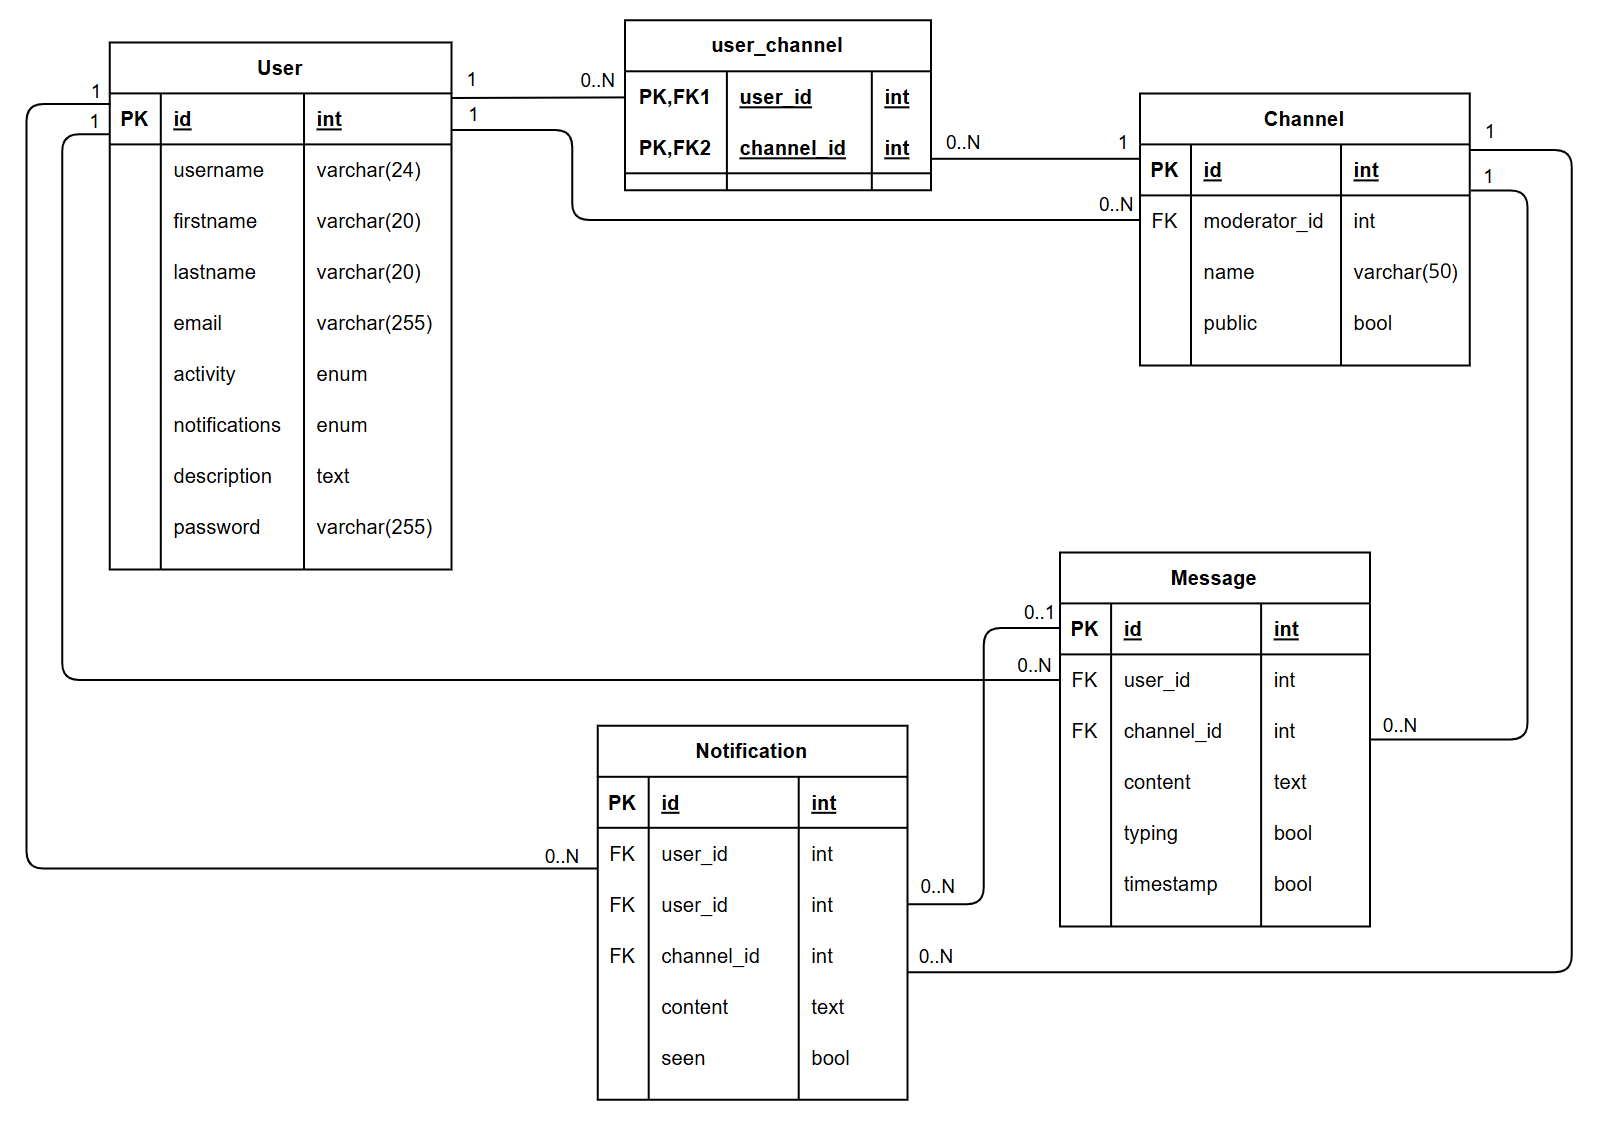 User
PK id int
username varchar(24)
firstname varchar(20)
lastname varchar(20)
email varchar(255)
activity enum
notifications enum
description text
password varchar(255)
1
1
1
0..N
1
user_channel
PK,FK1 user_id int
PK,FK2 channel_id int
0..N
1
0..N
Channel
PK id int
FK moderator_id int
name varchar(50)
public bool
1
1
Message
PK id int
FK user_id int
FK channel_id int
content text
typing bool
timestamp bool
0..1
0..N
0..N
Notification
PK id int
FK user_id int
FK user_id int
FK channel_id int
content text
seen bool
0..N
0..N
0..N